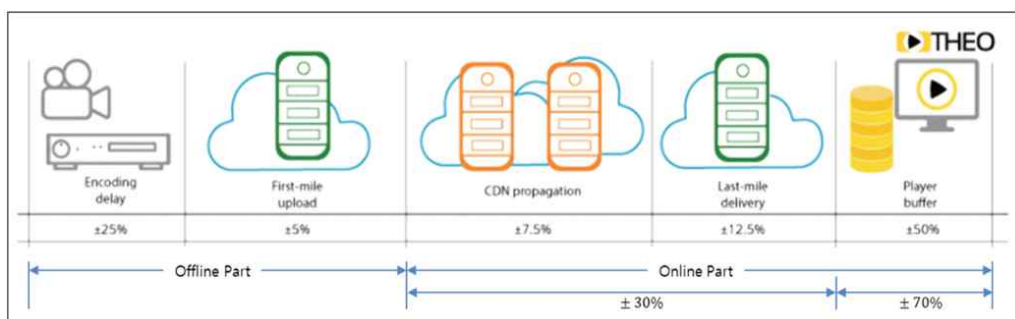 THEO
Encoding
delay
First-mile
upload
CDN propagation
Last-mile
delivery
Player
buffer
±25%
±5%
±7.5%
±12.5%
±50%
Offline Part
Online Part
± 30%
± 70%